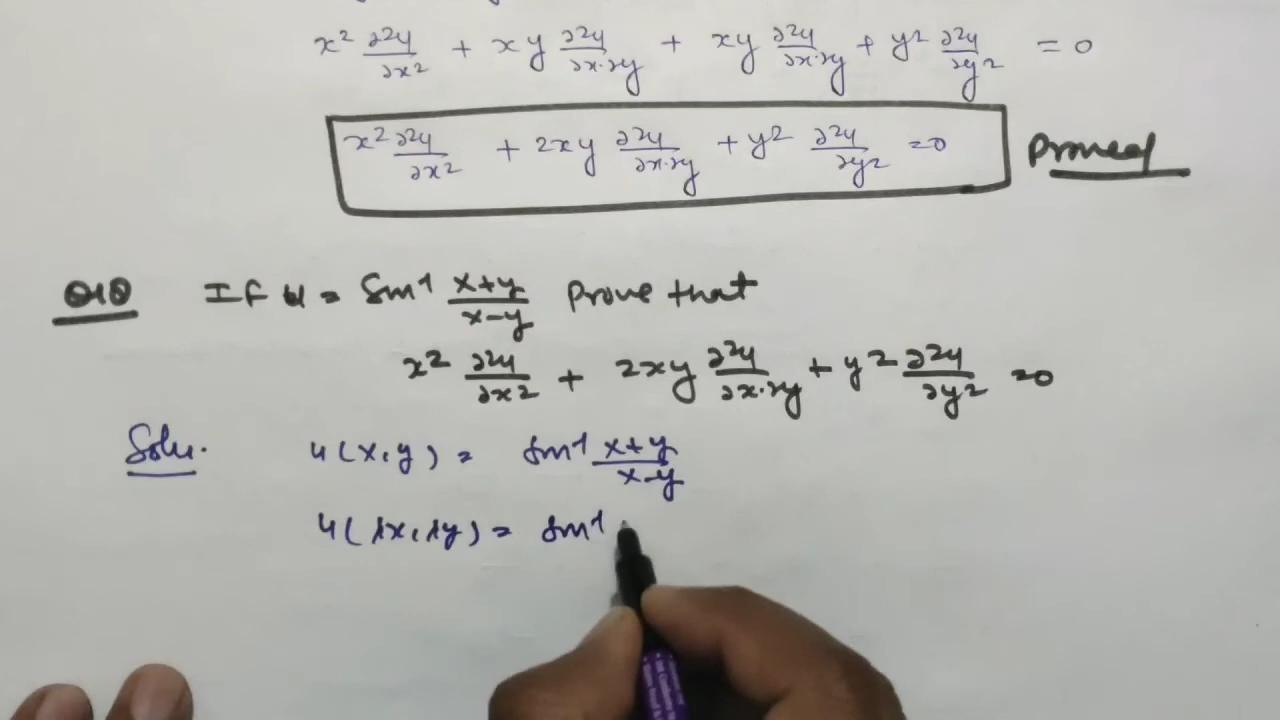 x² ∂²u/∂x² + xy ∂²u/∂x·∂y + xy ∂²u/∂x·∂y + y² ∂²u/∂y² = 0
x² ∂²u/∂x² + 2xy ∂²u/∂x·∂y + y² ∂²u/∂y² = 0 Proved
Q10 If u = Sin⁻¹ x+y/x-y Prove that
x² ∂²u/∂x² + 2xy ∂²u/∂x·∂y + y² ∂²u/∂y² = 0
Solu. u(x,y) = Sin⁻¹ x+y/x-y
u(λx,λy) = Sin⁻¹